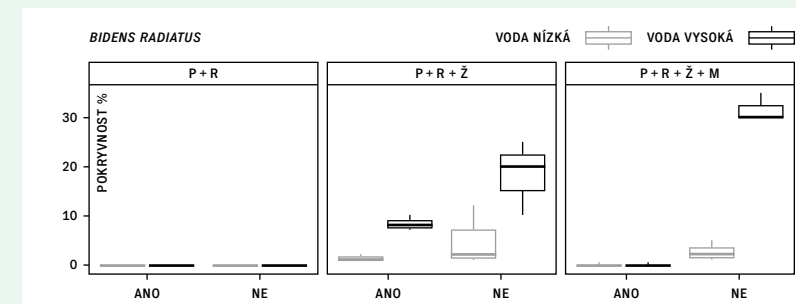 BIDENS RADIATUS VODA NÍZKÁ VODA VYSOKÁ
P + R P + R + Ž P + R + Ž + M
POKRYVNOST %
30
20
10
0
ANO NE ANO NE ANO NE